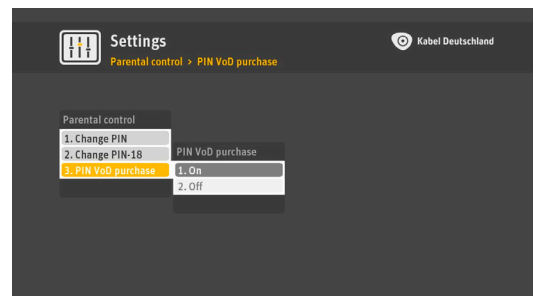 Settings
Parental control > PIN VoD purchase
Kabel Deutschland
Parental control
1. Change PIN
2. Change PIN-18
3. PIN VoD purchase
PIN VoD purchase
1. On
2. Off